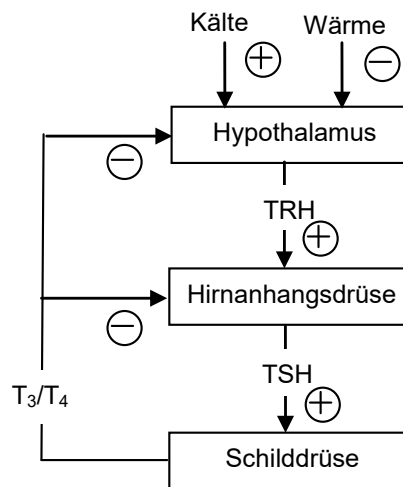 Kälte Wärme
+ −
Hypothalamus
−
TRH
+
Hirnanhangsdrüse
−
TSH
+
T₃/T₄
Schilddrüse